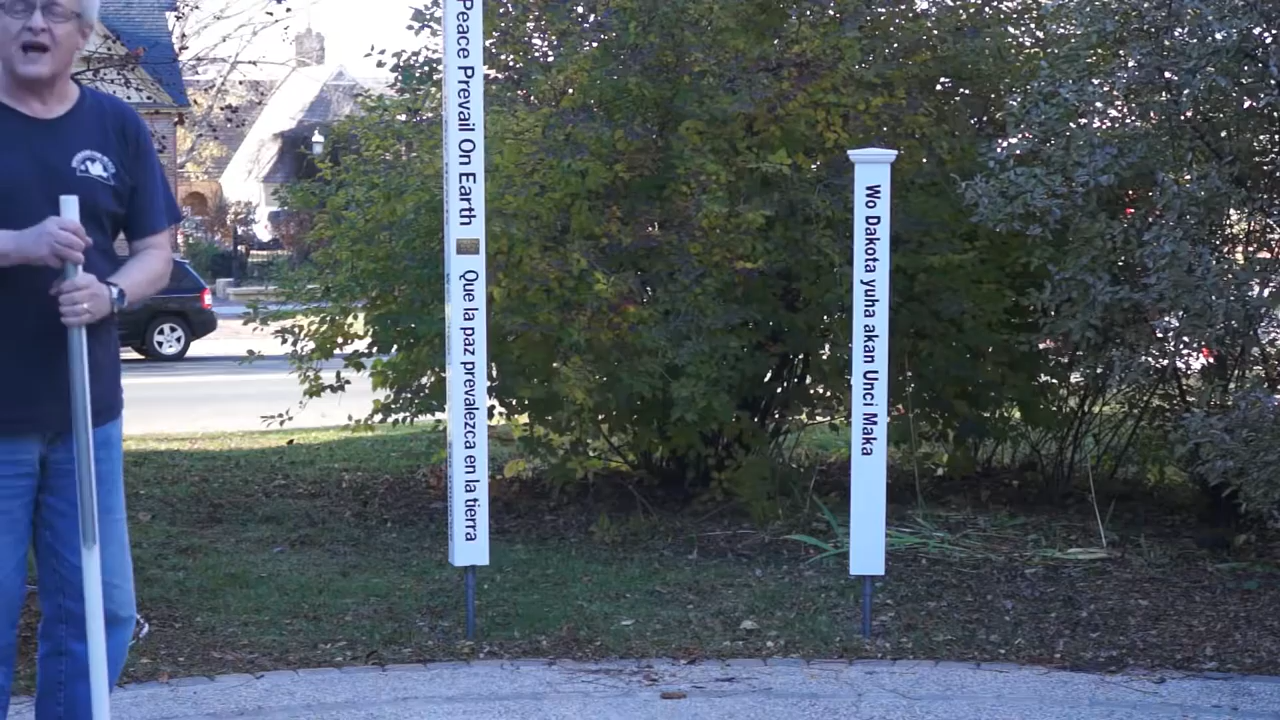 Peace Prevail On Earth
Que la paz prevalezca en la tierra
Wo Dakota yuha akan Unci Maka